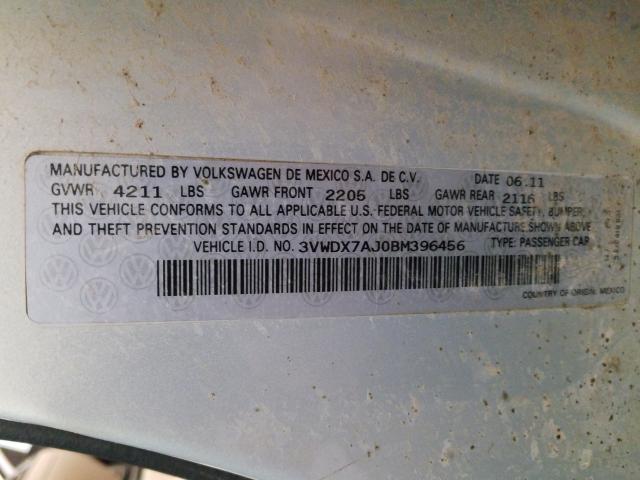 MANUFACTURED BY VOLKSWAGEN DE MEXICO S.A. DE C.V. DATE 06.11
GVWR 4211 LBS GAWR FRONT 2205 LBS GAWR REAR 2116 LBS
THIS VEHICLE CONFORMS TO ALL APPLICABLE U.S. FEDERAL MOTOR VEHICLE SAFETY, BUMPER,
AND THEFT PREVENTION STANDARDS IN EFFECT ON THE DATE OF MANUFACTURE SHOWN ABOVE
VEHICLE I.D. NO. 3VWDX7AJ0BM396456 TYPE: PASSENGER CAR
COUNTRY OF ORIGIN: MEXICO